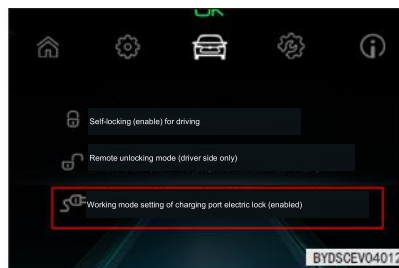 OK
Self-locking (enable) for driving
Remote unlocking mode (driver side only)
Working mode setting of charging port electric lock (enabled)
BYDSCEV04012